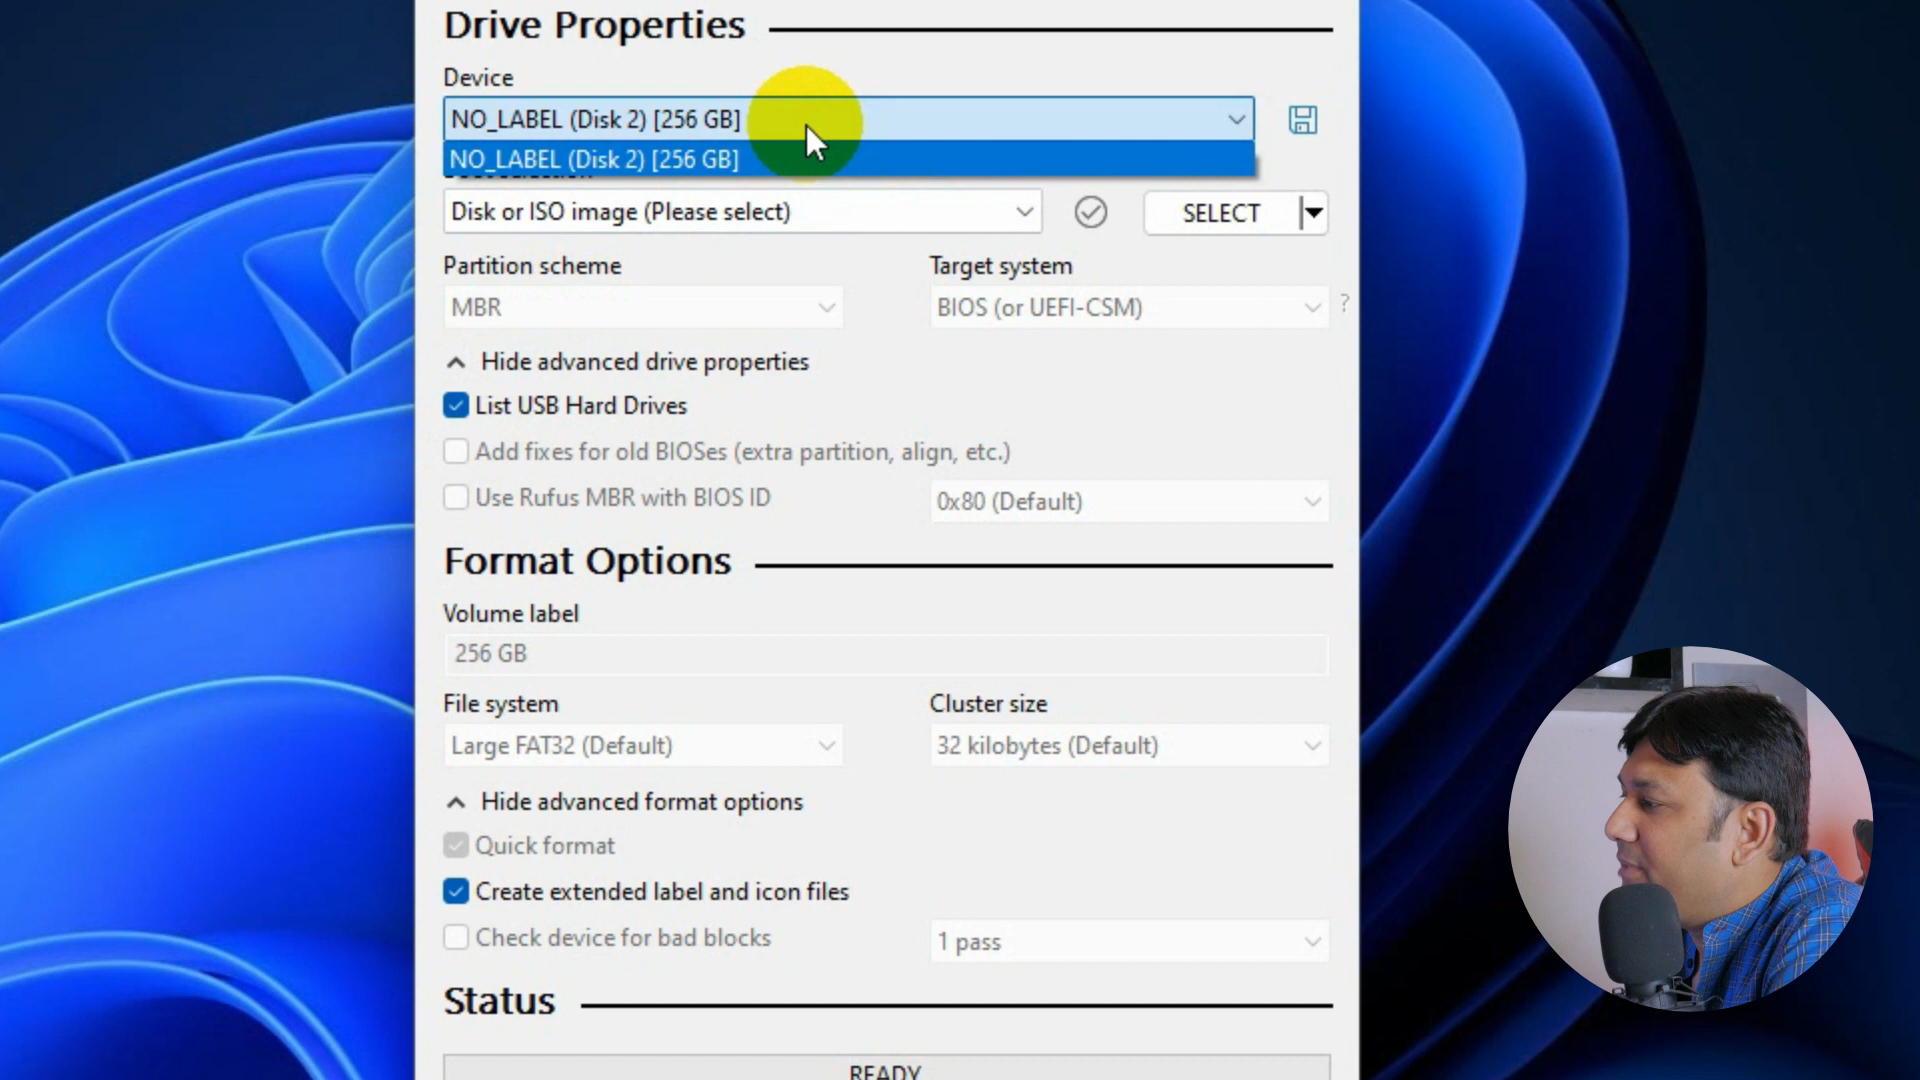 Drive Properties
Device
NO_LABEL (Disk 2) [256 GB]
NO_LABEL (Disk 2) [256 GB]
Disk or ISO image (Please select)
SELECT
Partition scheme
Target system
MBR
BIOS (or UEFI-CSM)
?
Hide advanced drive properties
List USB Hard Drives
Add fixes for old BIOSes (extra partition, align, etc.)
Use Rufus MBR with BIOS ID
0x80 (Default)
Format Options
Volume label
256 GB
File system
Cluster size
Large FAT32 (Default)
32 kilobytes (Default)
Hide advanced format options
Quick format
Create extended label and icon files
Check device for bad blocks
1 pass
Status
READY